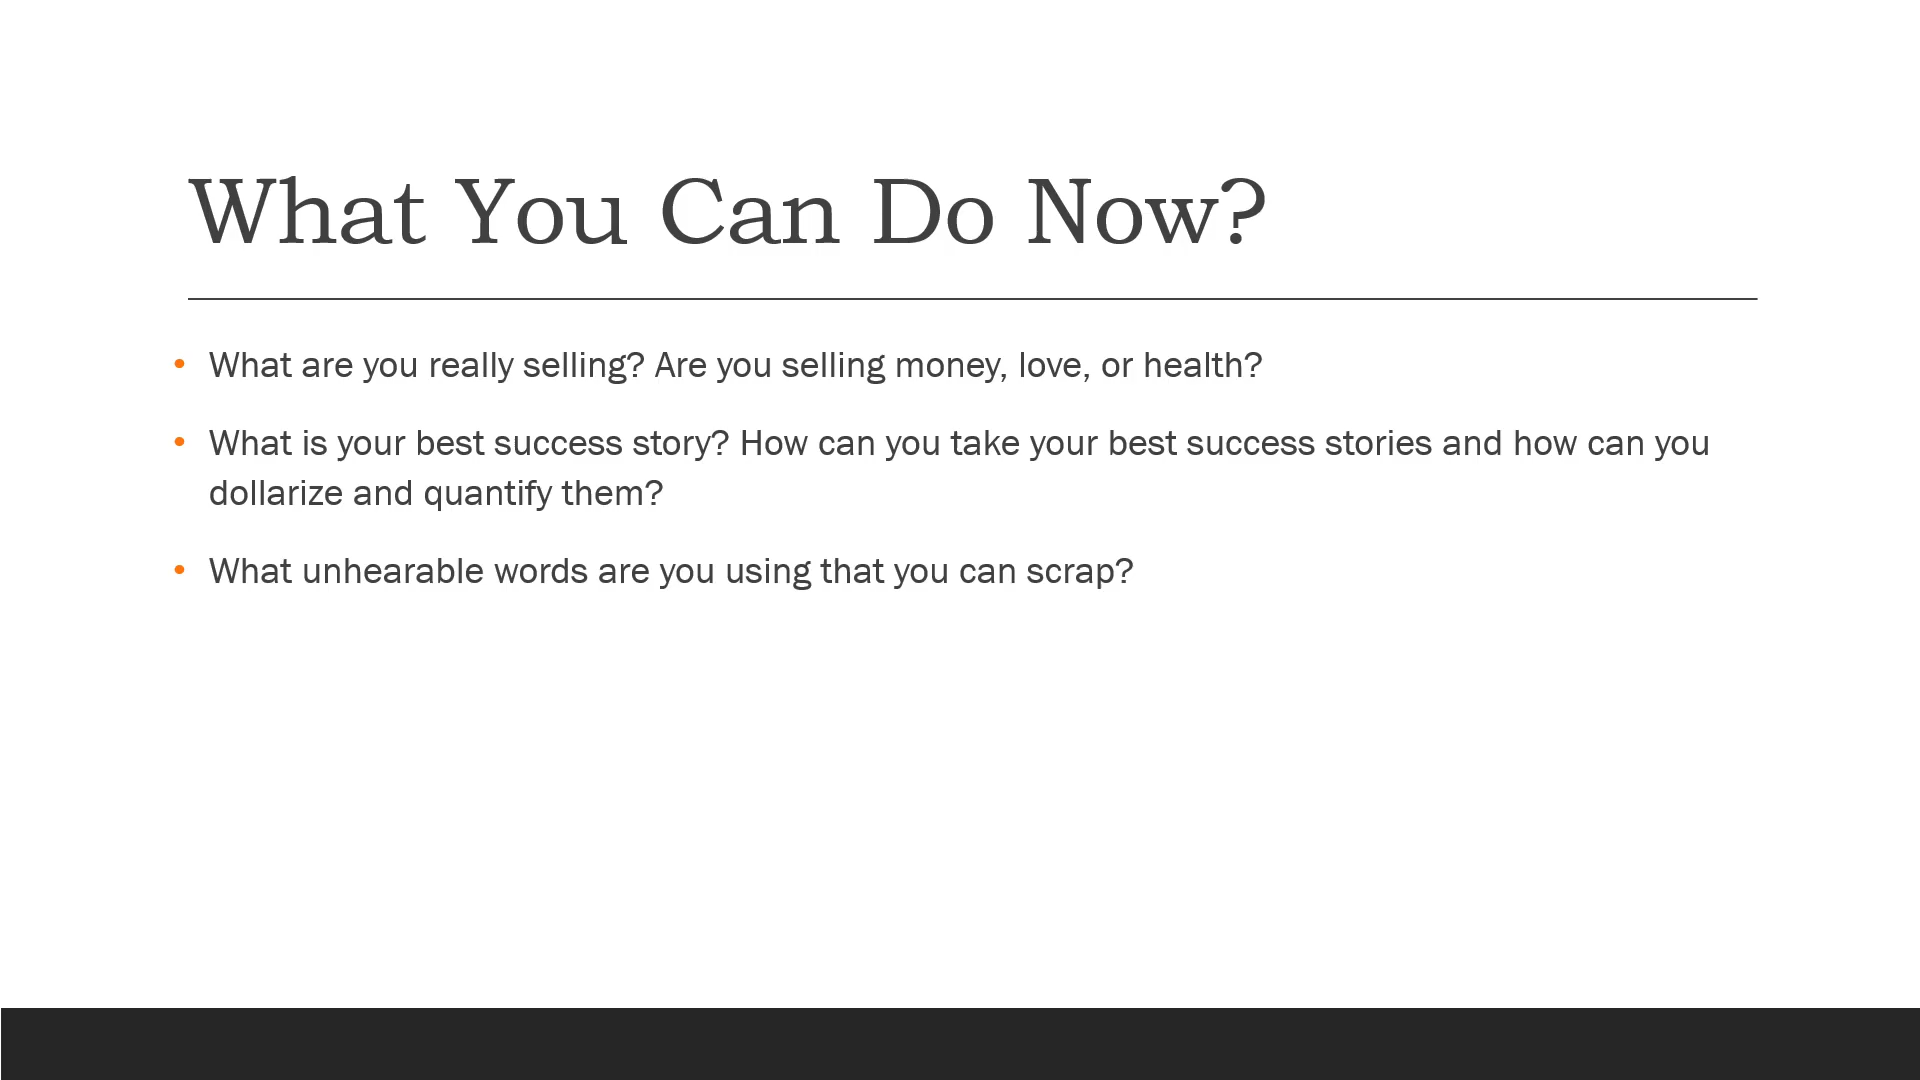 What You Can Do Now?
• What are you really selling? Are you selling money, love, or health?
• What is your best success story? How can you take your best success stories and how can you
dollarize and quantify them?
• What unhearable words are you using that you can scrap?